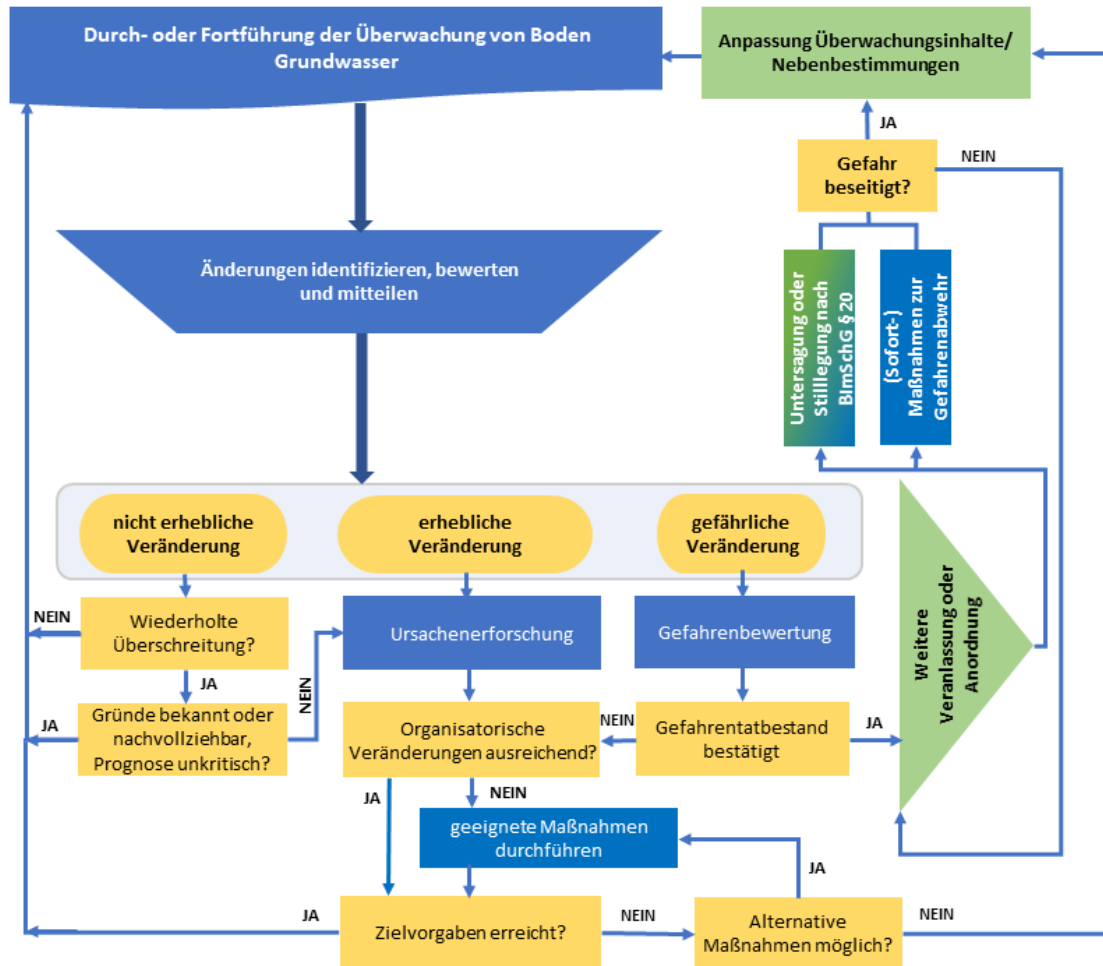 Durch- oder Fortführung der Überwachung von Boden
Grundwasser
Anpassung Überwachungsinhalte/
Nebenbestimmungen
JA
Gefahr
beseitigt?
NEIN
Untersagung oder
Stilllegung nach
BImSchG § 20
(Sofort-)
Maßnahmen zur
Gefahrenabwehr
Änderungen identifizieren, bewerten
und mitteilen
nicht erhebliche
Veränderung
erhebliche
Veränderung
gefährliche
Veränderung
NEIN
Wiederholte
Überschreitung?
JA
Gründe bekannt oder
nachvollziehbar,
Prognose unkritisch?
JA
NEIN
Ursachenerforschung
Gefahrenbewertung
Organisatorische
Veränderungen ausreichend?
NEIN
Gefahrentatbestand
bestätigt
JA
Weitere
Veranlassung oder
Anordnung
JA
NEIN
geeignete Maßnahmen
durchführen
JA
JA
Zielvorgaben erreicht?
NEIN
Alternative
Maßnahmen möglich?
NEIN